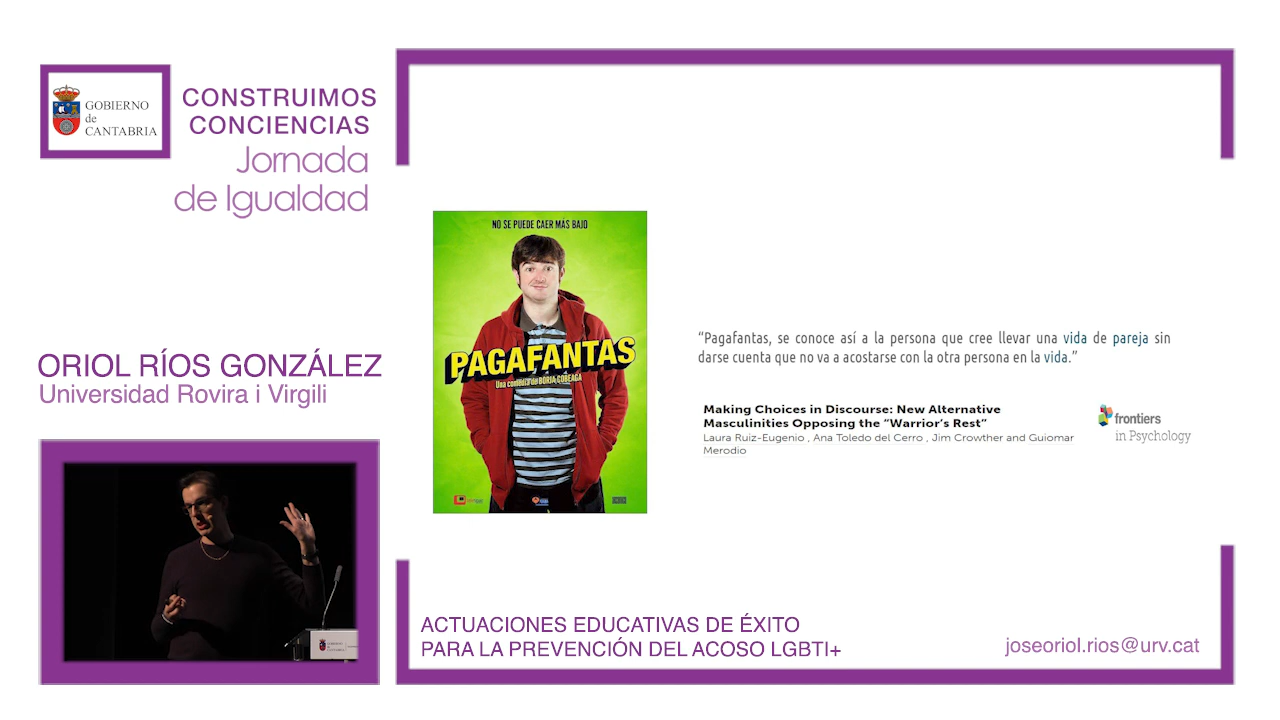 GOBIERNO
de
CANTABRIA
CONSTRUIMOS
CONCIENCIAS
Jornada
de Igualdad
ORIOL RÍOS GONZÁLEZ
Universidad Rovira i Virgili
NO SE PUEDE CAER MÁS BAJO
PAGAFANTAS
Una comedia de BORJA COBEAGA
“Pagafantas, se conoce así a la persona que cree llevar una vida de pareja sin
darse cuenta que no va a acostarse con la otra persona en la vida.”
Making Choices in Discourse: New Alternative
Masculinities Opposing the “Warrior’s Rest”
Laura Ruiz-Eugenio , Ana Toledo del Cerro , Jim Crowther and Guiomar
Merodio
frontiers
in Psychology
ACTUACIONES EDUCATIVAS DE ÉXITO
PARA LA PREVENCIÓN DEL ACOSO LGBTI+
joseoriol.rios@urv.cat